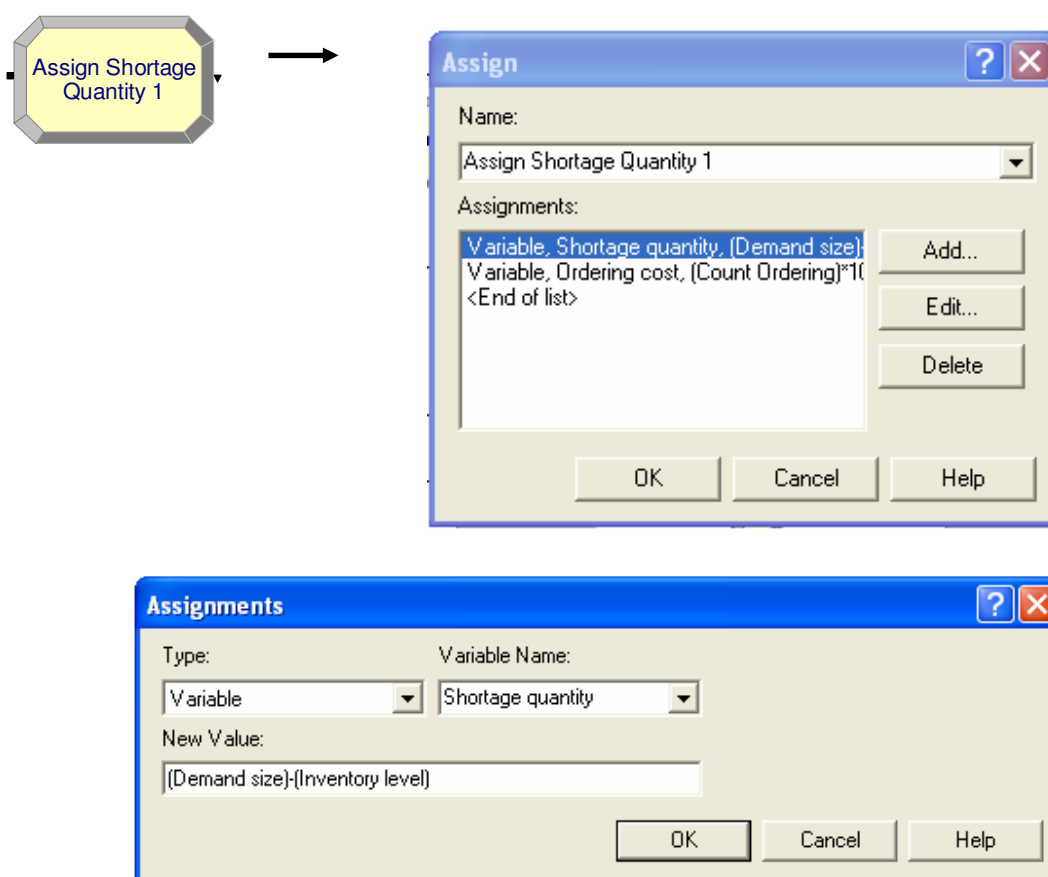 Assign Shortage
Quantity 1
Assign
Name:
Assign Shortage Quantity 1
Assignments:
Variable, Shortage quantity, (Demand size)-
Variable, Ordering cost, (Count Ordering)*10
<End of list>
Add...
Edit...
Delete
OK Cancel Help
Assignments
Type: Variable Name:
Variable Shortage quantity
New Value:
(Demand size)-(Inventory level)
OK Cancel Help